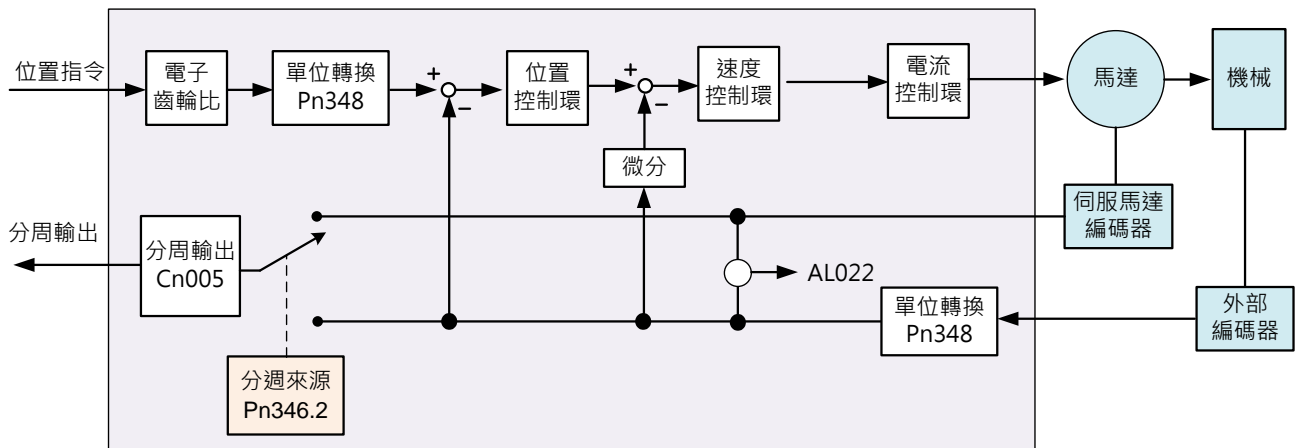 位置指令
電子
齒輪比
單位轉換
Pn348
+
−
位置
控制環
+
−
速度
控制環
電流
控制環
馬達
機械
微分
伺服馬達
編碼器
分周輸出
分周輸出
Cn005
AL022
單位轉換
Pn348
外部
編碼器
分週來源
Pn346.2